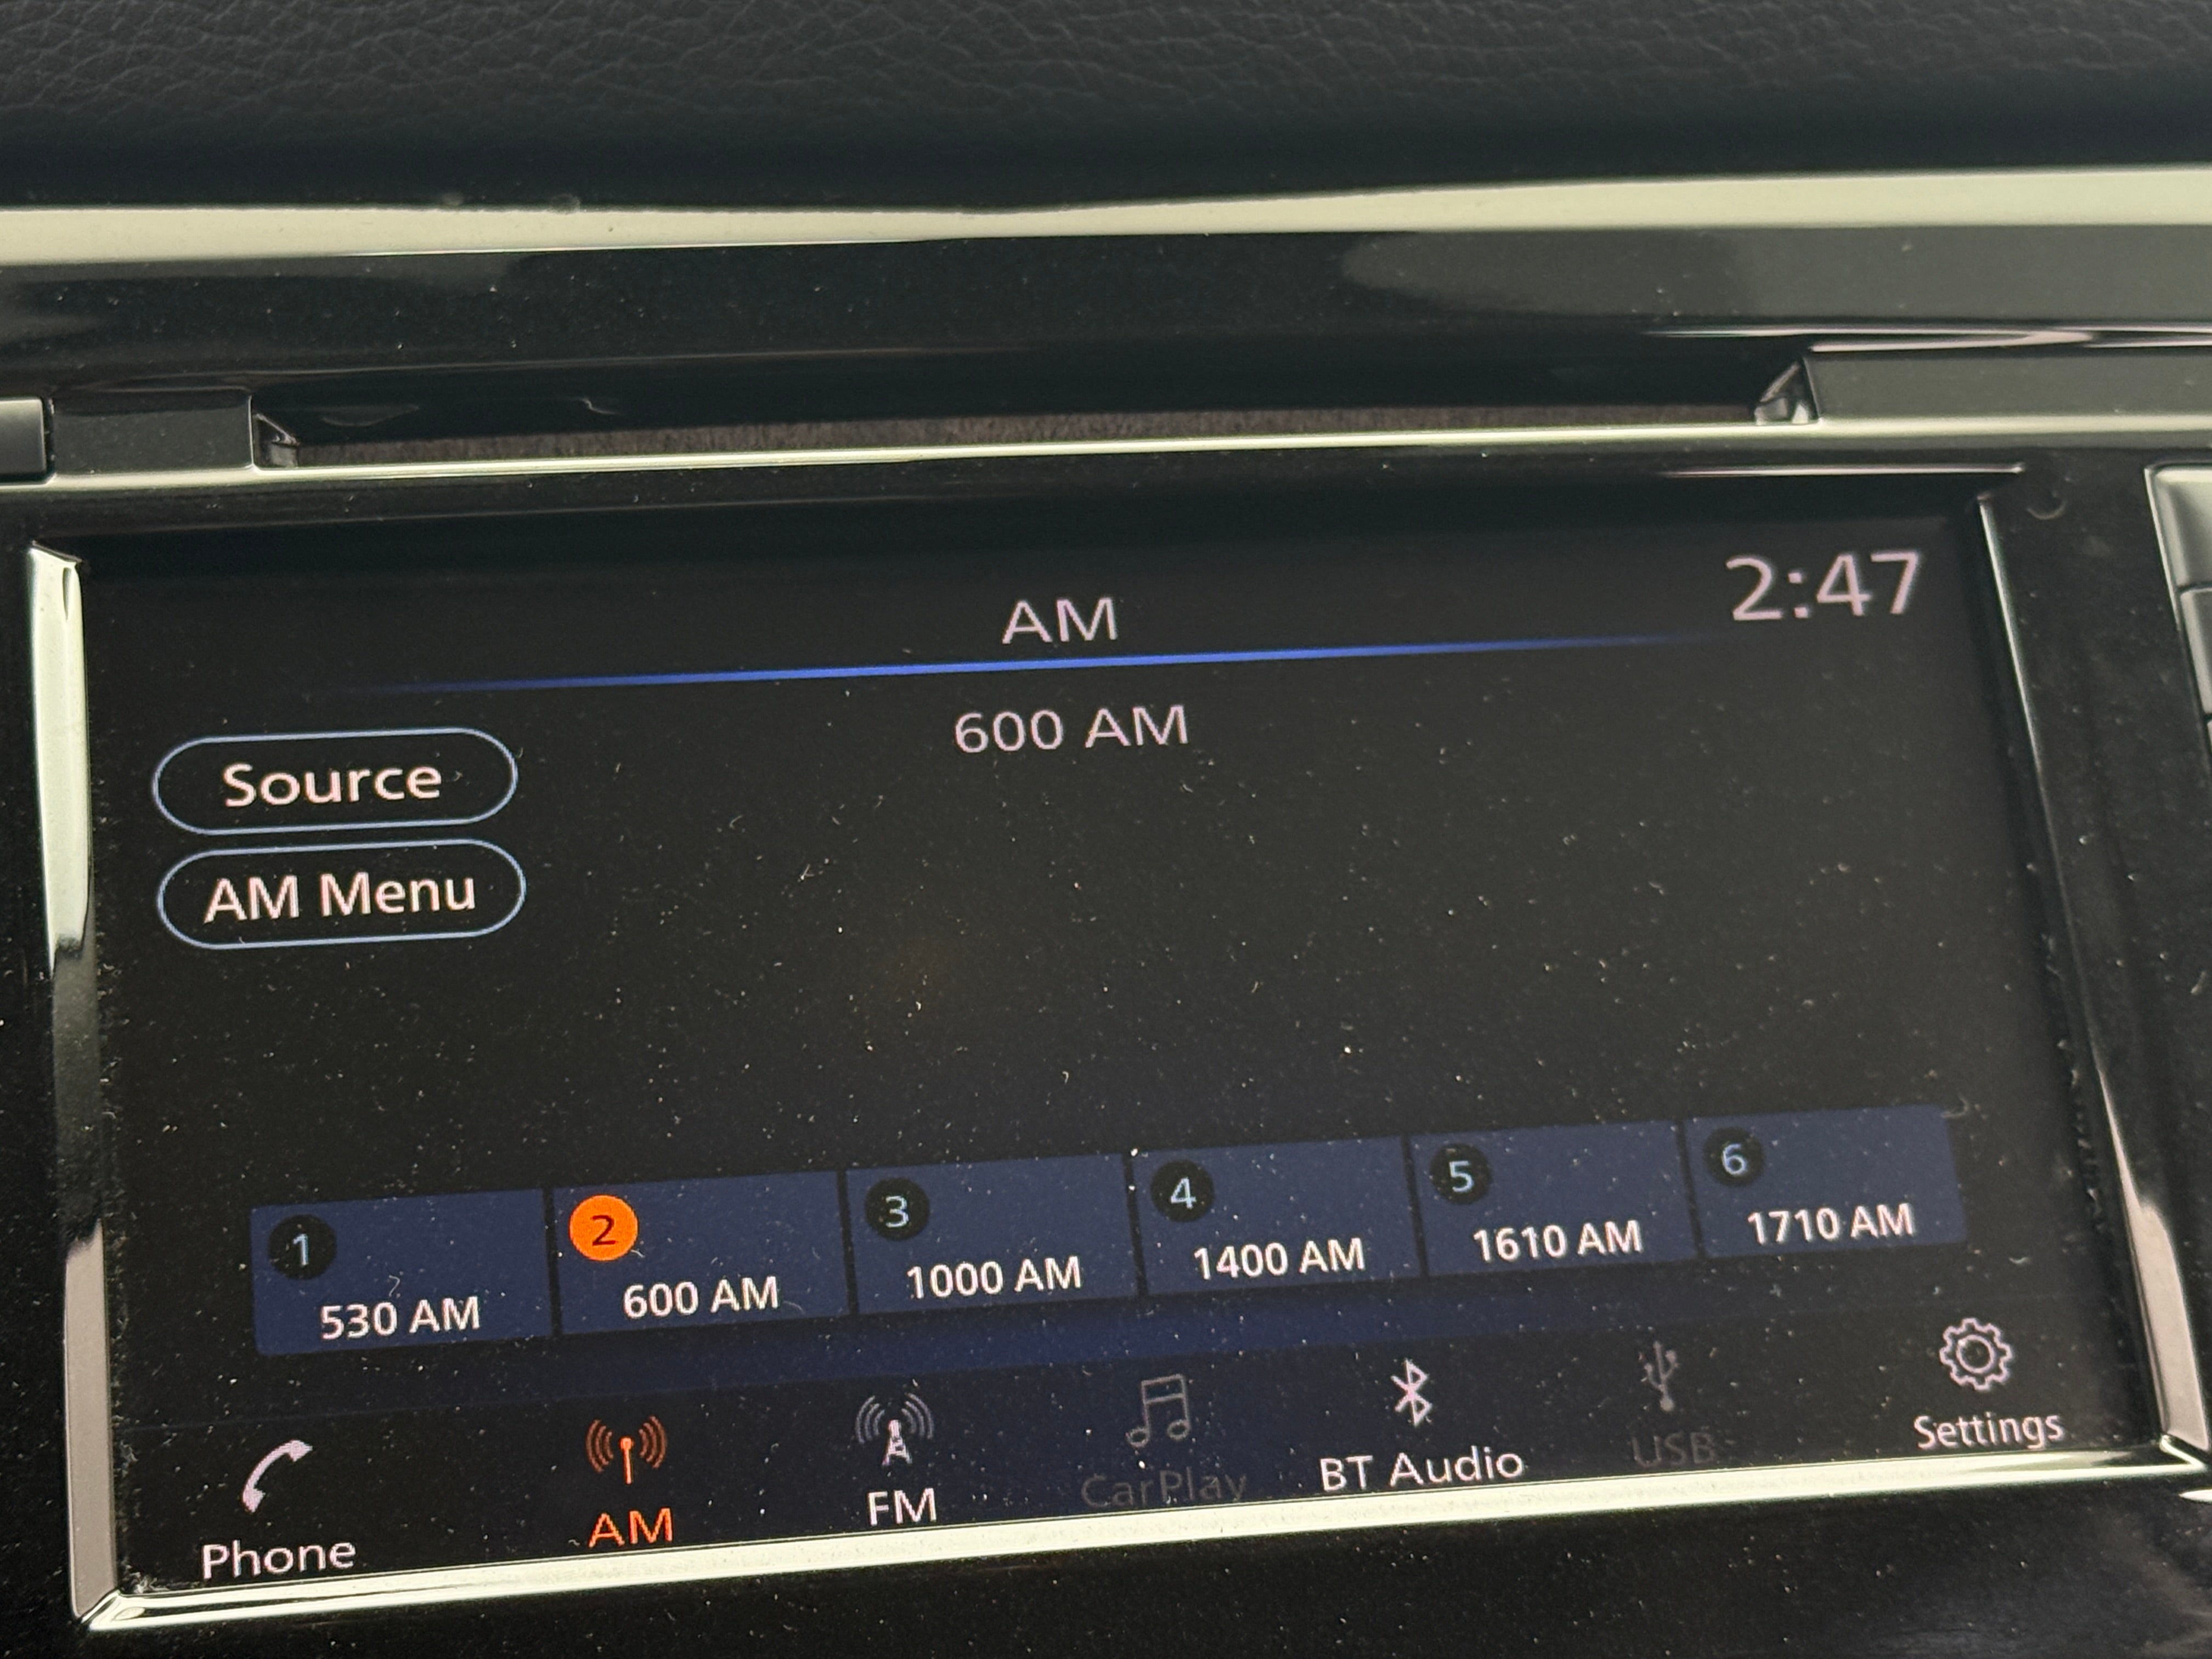 AM
2:47
600 AM
Source
AM Menu
1
530 AM
2
600 AM
3
1000 AM
4
1400 AM
5
1610 AM
6
1710 AM
Phone
AM
FM
CarPlay
BT Audio
USB
Settings